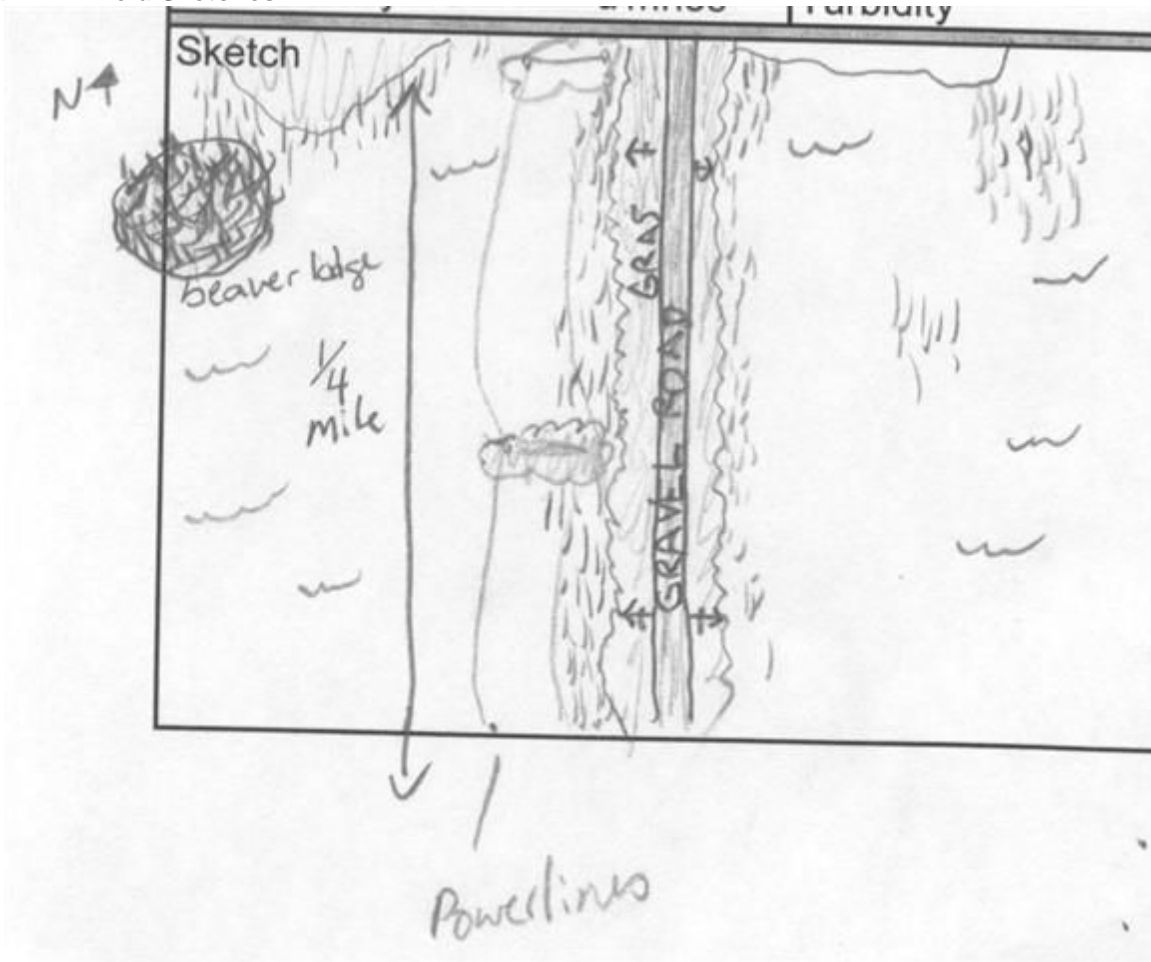 Turbidity
Sketch
N
beaver lodge
1/4
mile
GRAS
GRAVEL ROAD
Powerlines